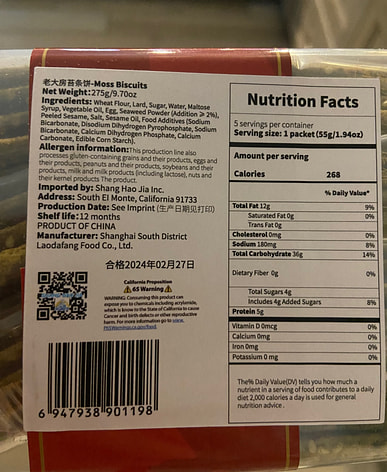 老大房苔条饼-Moss Biscuits
Net Weight:275g/9.70oz
Ingredients: Wheat Flour, Lard, Sugar, Water, Maltose
Syrup, Vegetable Oil, Egg, Seaweed Powder (Addition ≥ 2%),
Peeled Sesame, Salt, Sesame Oil, Food Additives (Sodium
Bicarbonate, Disodium Dihydrogen Pyrophosphate, Sodium
Bicarbonate, Calcium Dihydrogen Phosphate, Calcium
Carbonate, Edible Corn Starch).
Allergen information: This production line also
processes gluten-containing grains and their products, eggs and
their products, peanuts and their products, soybeans and their
products, milk and milk products (including lactose), nuts and
their kernel products The product.
Imported by: Shang Hao Jia Inc.
Address: South El Monte, California 91733
Production Date: See Imprint (生产日期见打印)
Shelf life: 12 months
PRODUCT OF CHINA
Manufacturer: Shanghai South District
Laodafang Food Co., Ltd.
合格2024年02月27日
California Proposition
65 Warning
WARNING: Consuming this product can
expose you to chemicals including acrylamide,
which is know to the State of California to cause
Cancer and birth defects or other reproductive
harm. For more information go to www.
P65Warnings.ca.gov/food.
6 947938 901198
Nutrition Facts
5 servings per container
Serving size: 1 packet (55g/1.94oz)
Amount per serving
Calories 268
% Daily Value*
Total Fat 12g 9%
Saturated Fat 0g 0%
Trans Fat 0g
Cholesterol 0mg 0%
Sodium 180mg 8%
Total Carbohydrate 36g 14%
Dietary Fiber 0g 0%
Total Sugars 4g
Includes 4g Added Sugars 8%
Protein 5g
Vitamin D 0mcg 0%
Calcium 0mg 0%
Iron 0mg 0%
Potassium 0 mg 0%
The% Daily Value(DV) tells you how much a
nutrient in a serving of food contributes to a daily
diet 2,000 calories a day is used for general
nutrition advice .